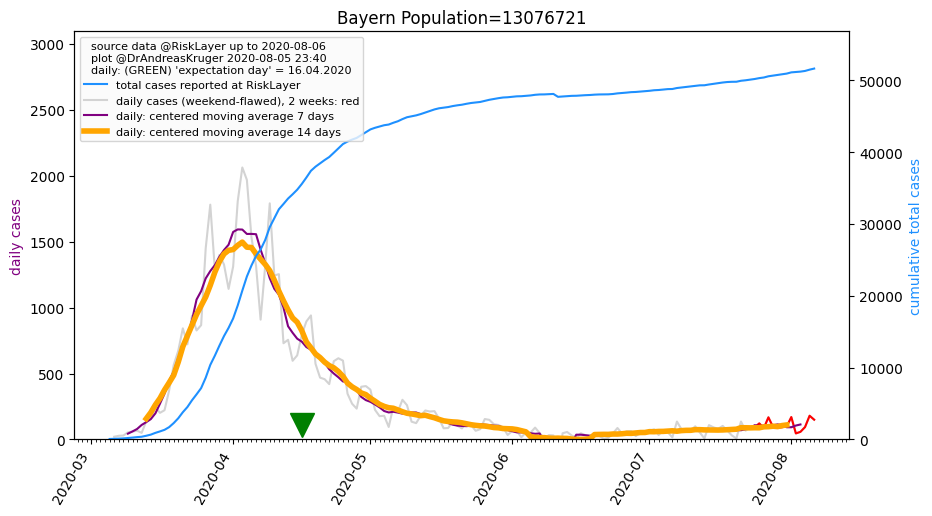 Bayern Population=13076721
source data @RiskLayer up to 2020-08-06
plot @DrAndreasKruger 2020-08-05 23:40
daily: (GREEN) 'expectation day' = 16.04.2020
total cases reported at RiskLayer
daily cases (weekend-flawed), 2 weeks: red
daily: centered moving average 7 days
daily: centered moving average 14 days
daily cases
3000
2500
2000
1500
1000
500
0
cumulative total cases
50000
40000
30000
20000
10000
0
2020-03
2020-04
2020-05
2020-06
2020-07
2020-08